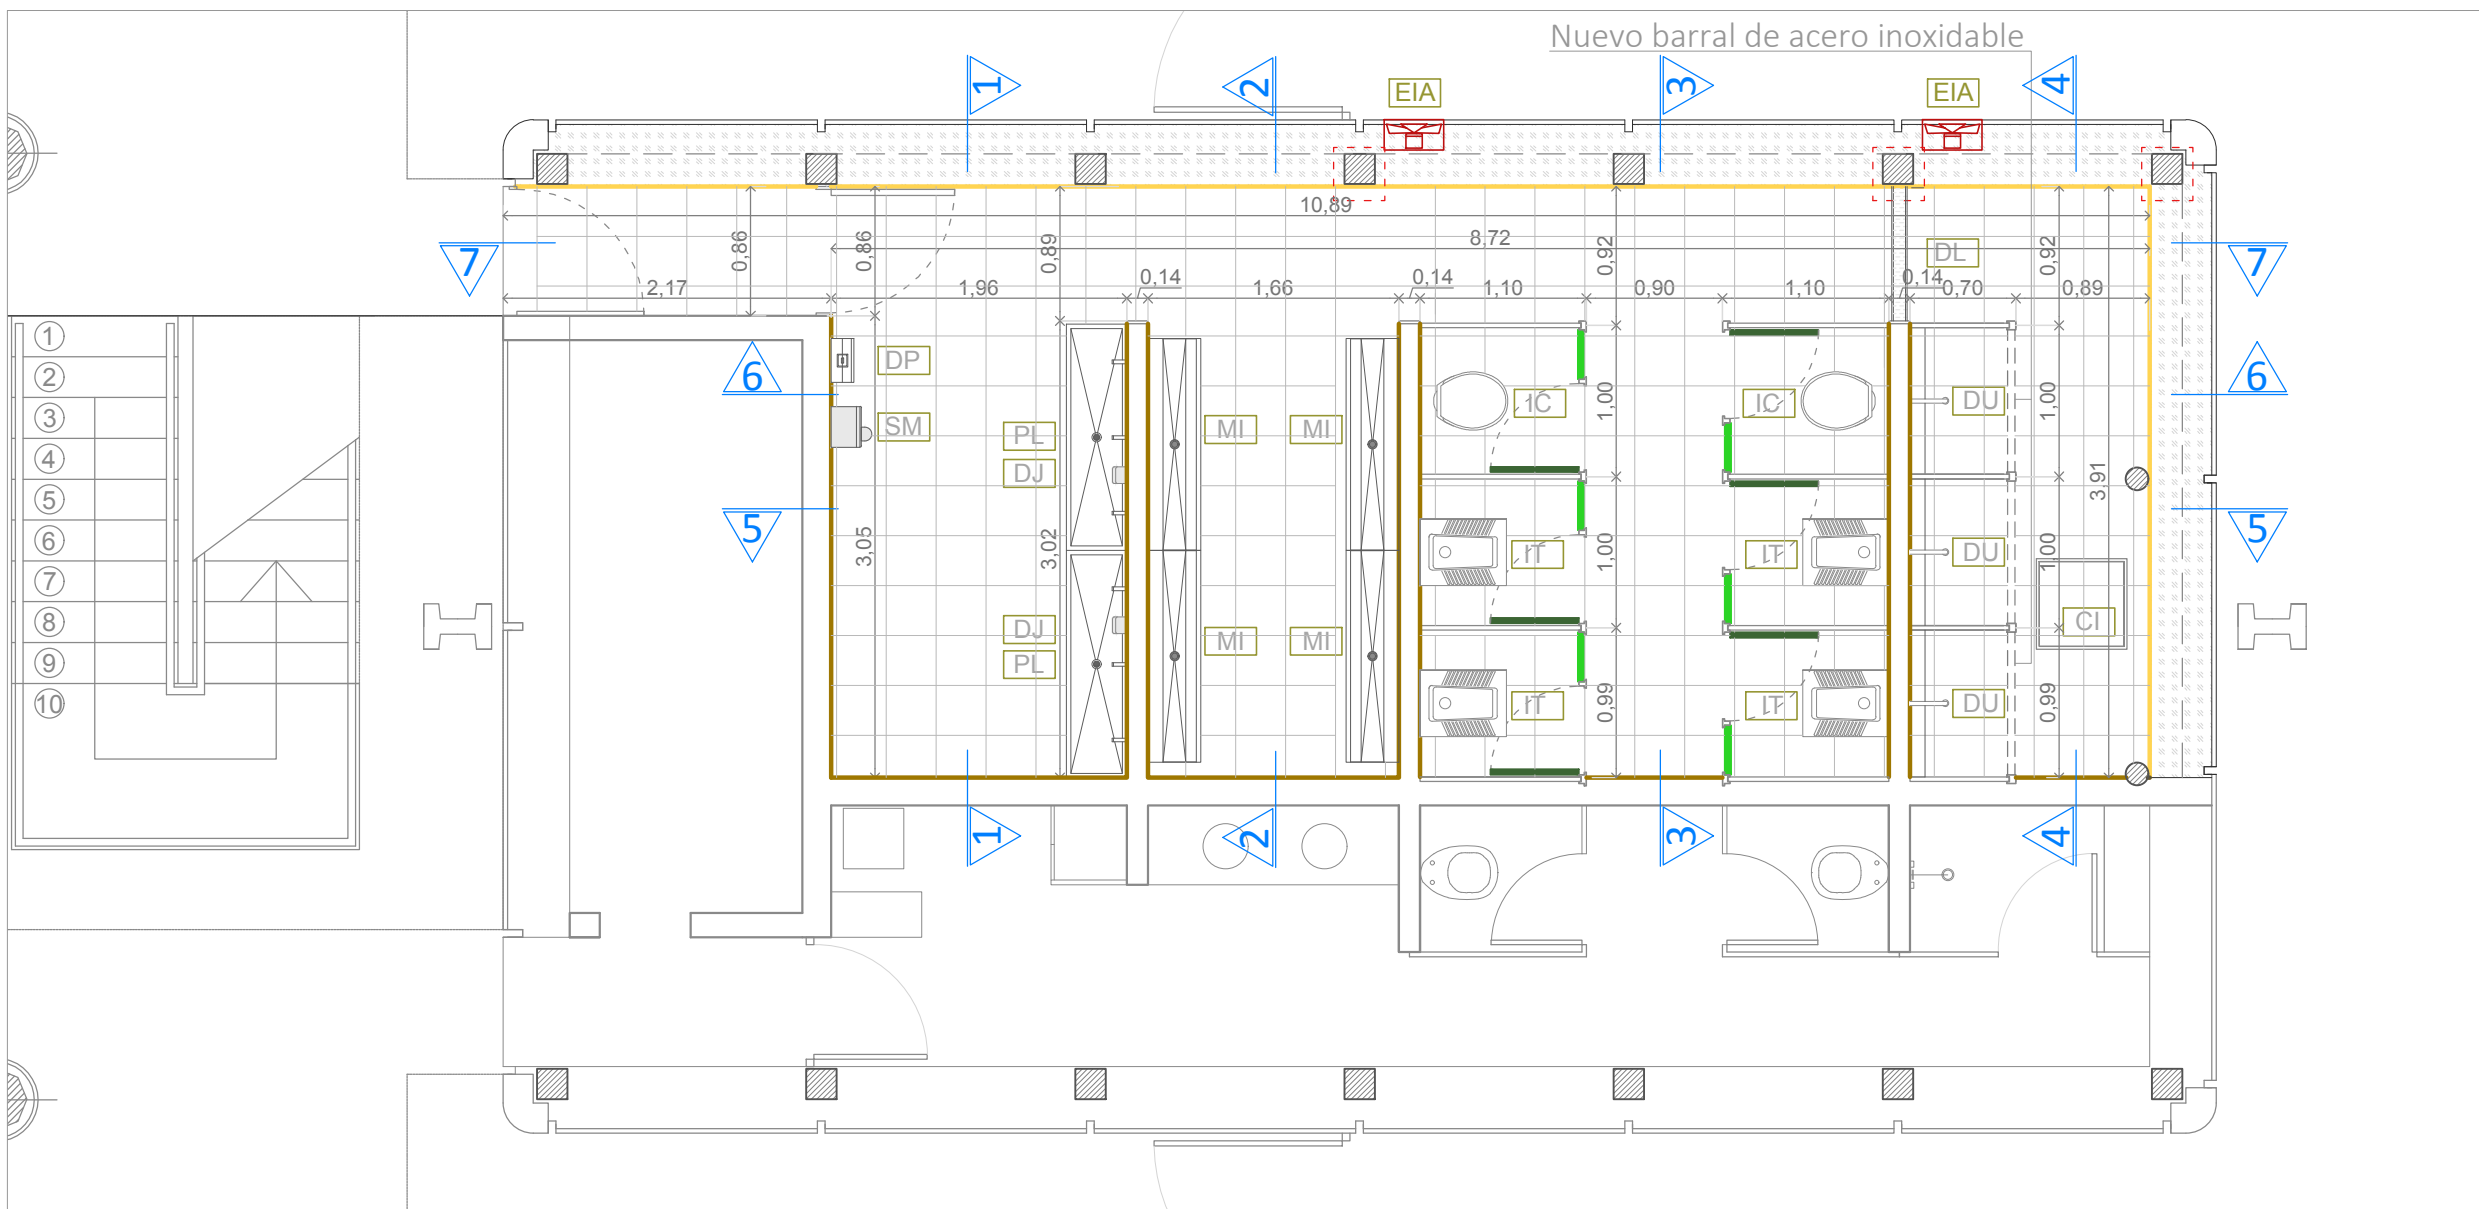 Nuevo barral de acero inoxidable
1
2
3
4
EIA
EIA
10,89
8,72
0,86
0,86
0,89
0,92
0,92
DL
7
7
2,17
1,96
0,14
1,66
0,14
1,10
0,90
1,10
0,14
0,70
0,89
1
2
3
4
5
6
7
8
9
10
6
6
DP
SM
PL
DJ
MI
MI
IC
IC
DU
1,00
1,00
5
5
3,05
3,02
3,91
IT
IT
DU
1,00
1,00
DJ
PL
MI
MI
CI
IT
IT
DU
0,99
0,99
1
2
3
4